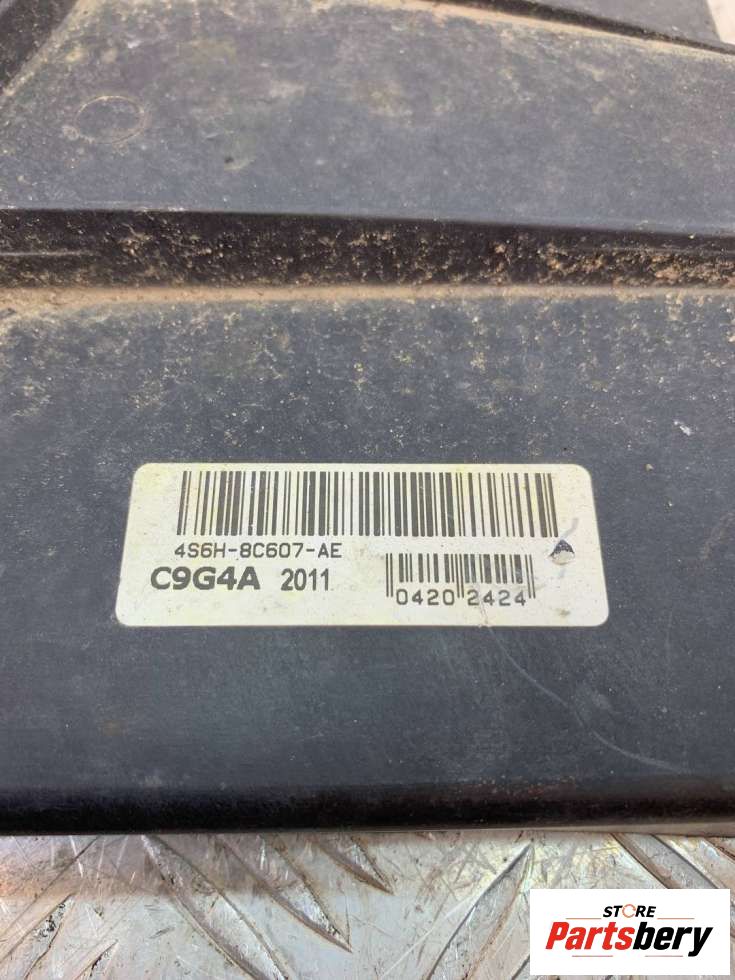 4S6H-8C607-AE
C9G4A 2011
0420 2424
STORE
Partsbery